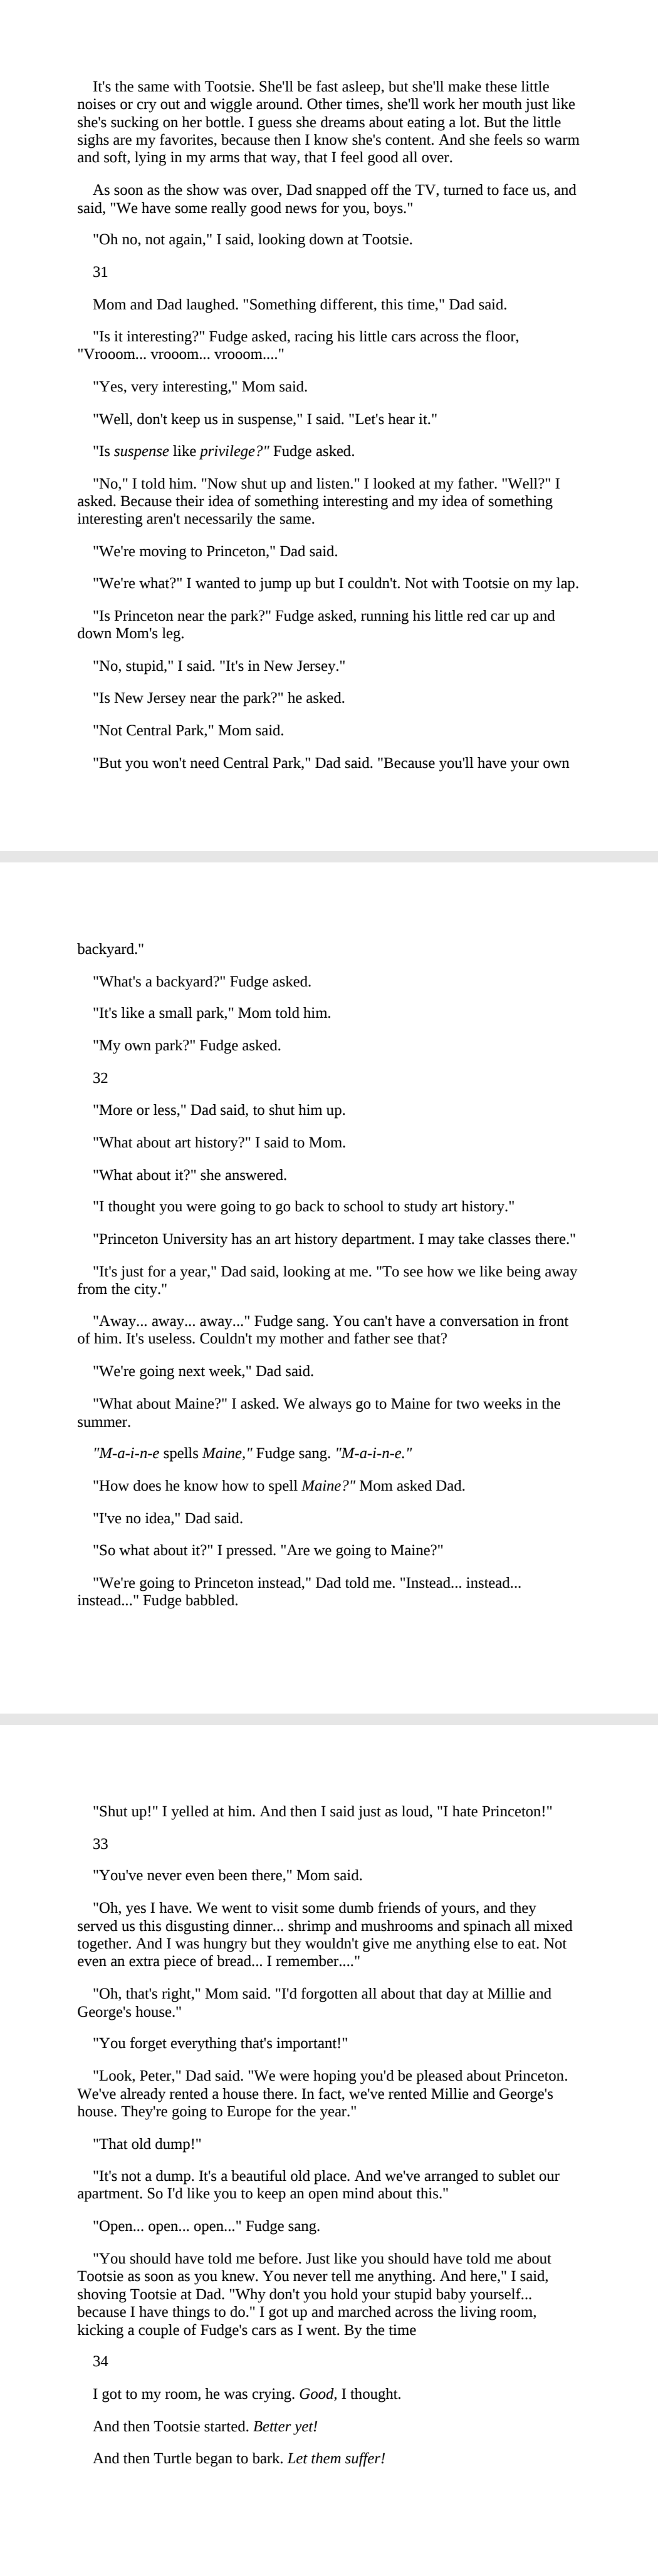 It's the same with Tootsie. She'll be fast asleep, but she'll make these little
noises or cry out and wiggle around. Other times, she'll work her mouth just like
she's sucking on her bottle. I guess she dreams about eating a lot. But the little
sighs are my favorites, because then I know she's content. And she feels so warm
and soft, lying in my arms that way, that I feel good all over.
As soon as the show was over, Dad snapped off the TV, turned to face us, and
said, "We have some really good news for you, boys."
"Oh no, not again," I said, looking down at Tootsie.
31
Mom and Dad laughed. "Something different, this time," Dad said.
"Is it interesting?" Fudge asked, racing his little cars across the floor,
"Vrooom... vrooom... vrooom...."
"Yes, very interesting," Mom said.
"Well, don't keep us in suspense," I said. "Let's hear it."
"Is suspense like privilege?" Fudge asked.
"No," I told him. "Now shut up and listen." I looked at my father. "Well?" I
asked. Because their idea of something interesting and my idea of something
interesting aren't necessarily the same.
"We're moving to Princeton," Dad said.
"We're what?" I wanted to jump up but I couldn't. Not with Tootsie on my lap.
"Is Princeton near the park?" Fudge asked, running his little red car up and
down Mom's leg.
"No, stupid," I said. "It's in New Jersey."
"Is New Jersey near the park?" he asked.
"Not Central Park," Mom said.
"But you won't need Central Park," Dad said. "Because you'll have your own
backyard."
"What's a backyard?" Fudge asked.
"It's like a small park," Mom told him.
"My own park?" Fudge asked.
32
"More or less," Dad said, to shut him up.
"What about art history?" I said to Mom.
"What about it?" she answered.
"I thought you were going to go back to school to study art history."
"Princeton University has an art history department. I may take classes there."
"It's just for a year," Dad said, looking at me. "To see how we like being away
from the city."
"Away... away... away..." Fudge sang. You can't have a conversation in front
of him. It's useless. Couldn't my mother and father see that?
"We're going next week," Dad said.
"What about Maine?" I asked. We always go to Maine for two weeks in the
summer.
"M-a-i-n-e spells Maine," Fudge sang. "M-a-i-n-e."
"How does he know how to spell Maine?" Mom asked Dad.
"I've no idea," Dad said.
"So what about it?" I pressed. "Are we going to Maine?"
"We're going to Princeton instead," Dad told me. "Instead... instead...
instead..." Fudge babbled.
"Shut up!" I yelled at him. And then I said just as loud, "I hate Princeton!"
33
"You've never even been there," Mom said.
"Oh, yes I have. We went to visit some dumb friends of yours, and they
served us this disgusting dinner... shrimp and mushrooms and spinach all mixed
together. And I was hungry but they wouldn't give me anything else to eat. Not
even an extra piece of bread... I remember...."
"Oh, that's right," Mom said. "I'd forgotten all about that day at Millie and
George's house."
"You forget everything that's important!"
"Look, Peter," Dad said. "We were hoping you'd be pleased about Princeton.
We've already rented a house there. In fact, we've rented Millie and George's
house. They're going to Europe for the year."
"That old dump!"
"It's not a dump. It's a beautiful old place. And we've arranged to sublet our
apartment. So I'd like you to keep an open mind about this."
"Open... open... open..." Fudge sang.
"You should have told me before. Just like you should have told me about
Tootsie as soon as you knew. You never tell me anything. And here," I said,
shoving Tootsie at Dad. "Why don't you hold your stupid baby yourself...
because I have things to do." I got up and marched across the living room,
kicking a couple of Fudge's cars as I went. By the time
34
I got to my room, he was crying. Good, I thought.
And then Tootsie started. Better yet!
And then Turtle began to bark. Let them suffer!